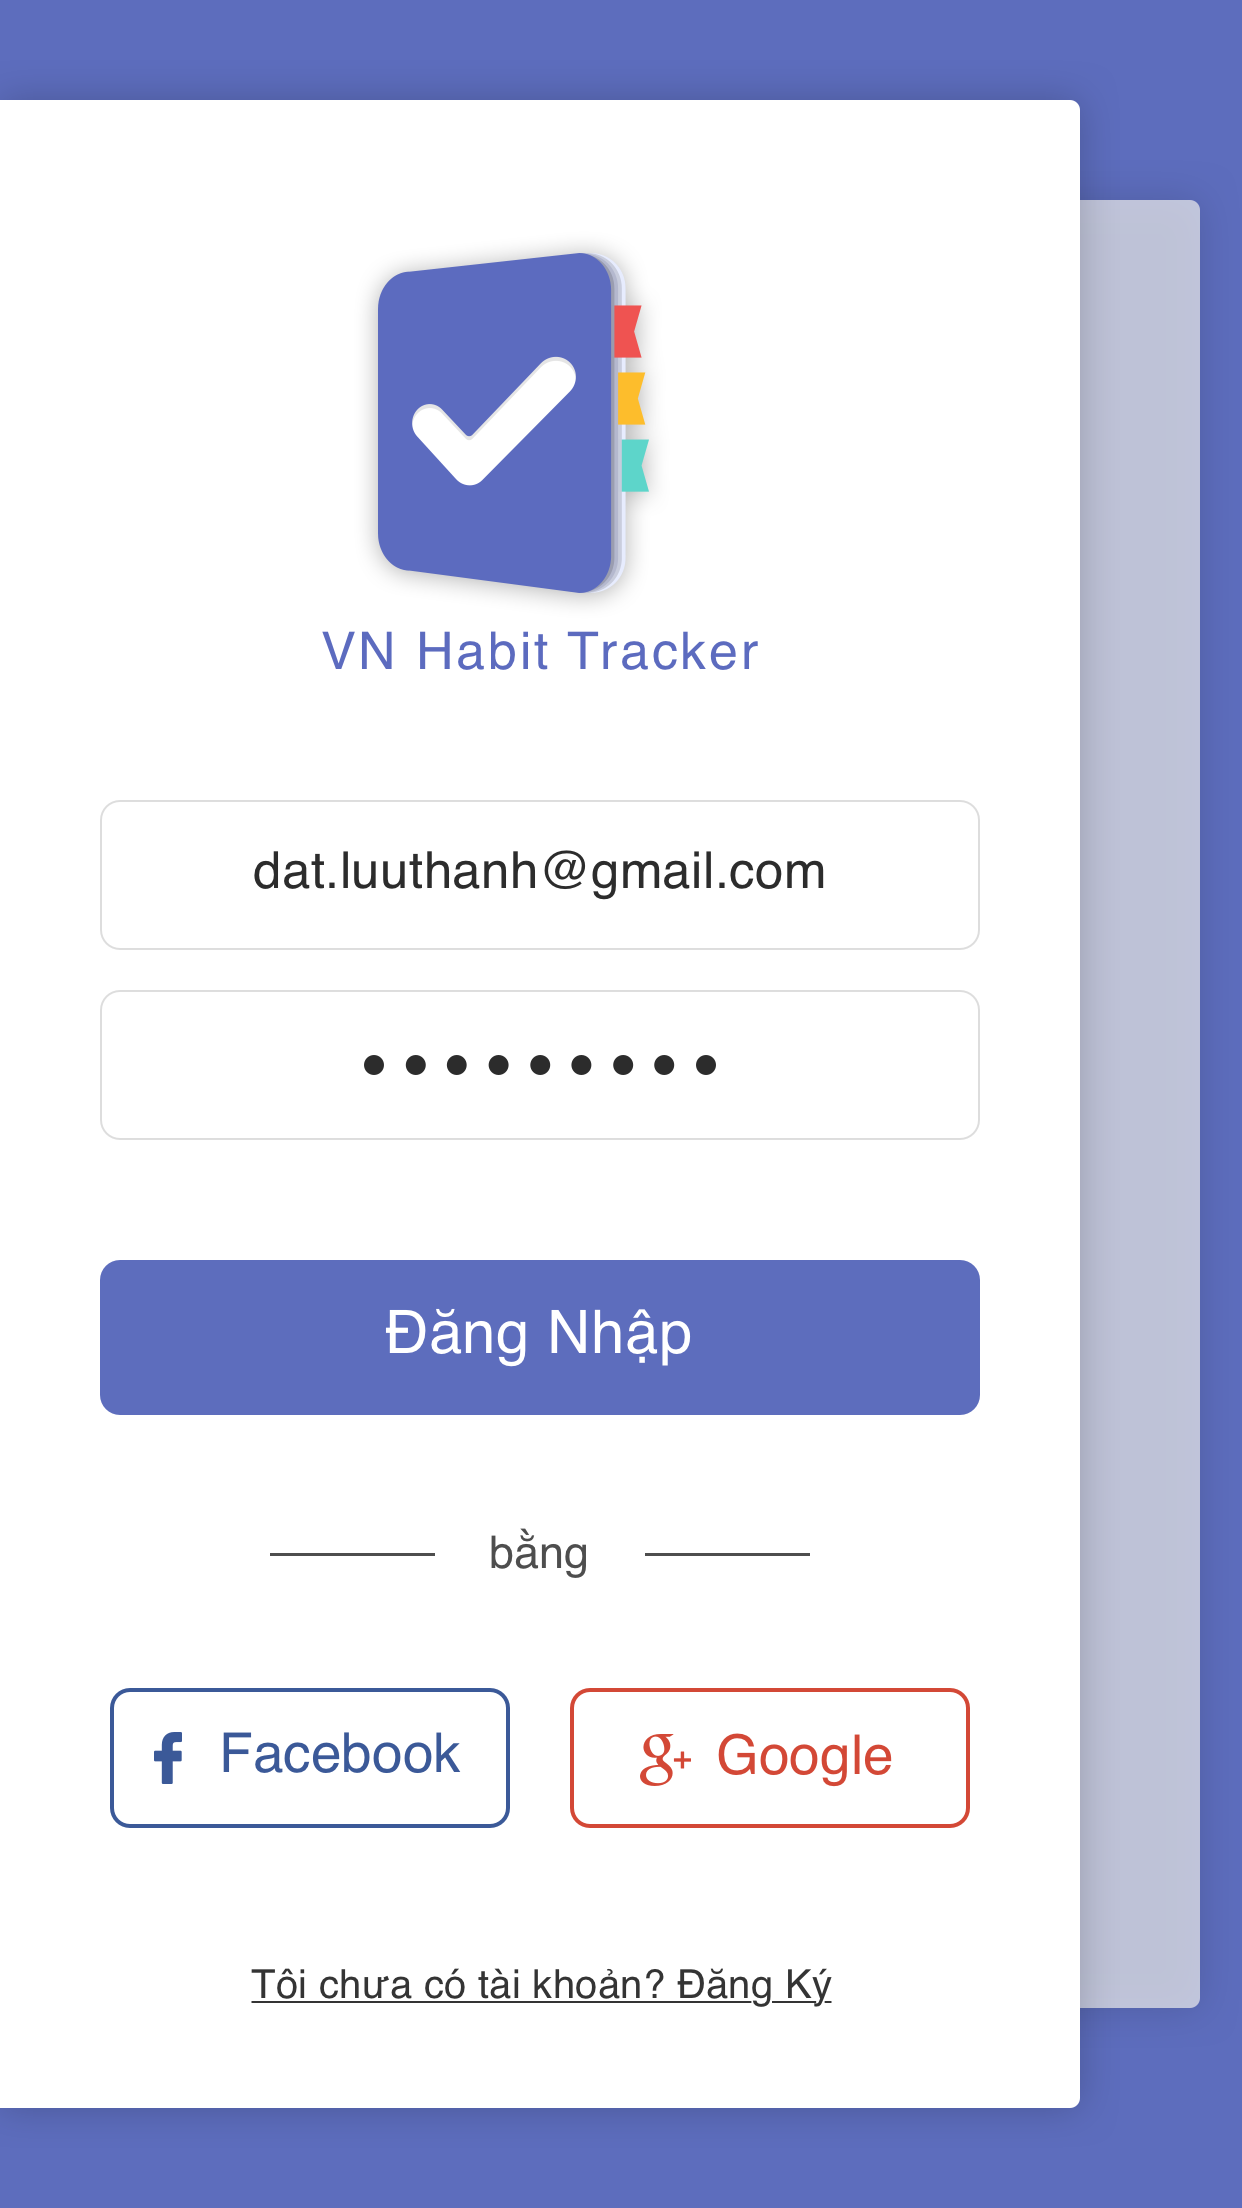 VN Habit Tracker
dat.luuthanh@gmail.com
•••••••••
Đăng Nhập
bằng
f Facebook
g+ Google
Tôi chưa có tài khoản? Đăng Ký